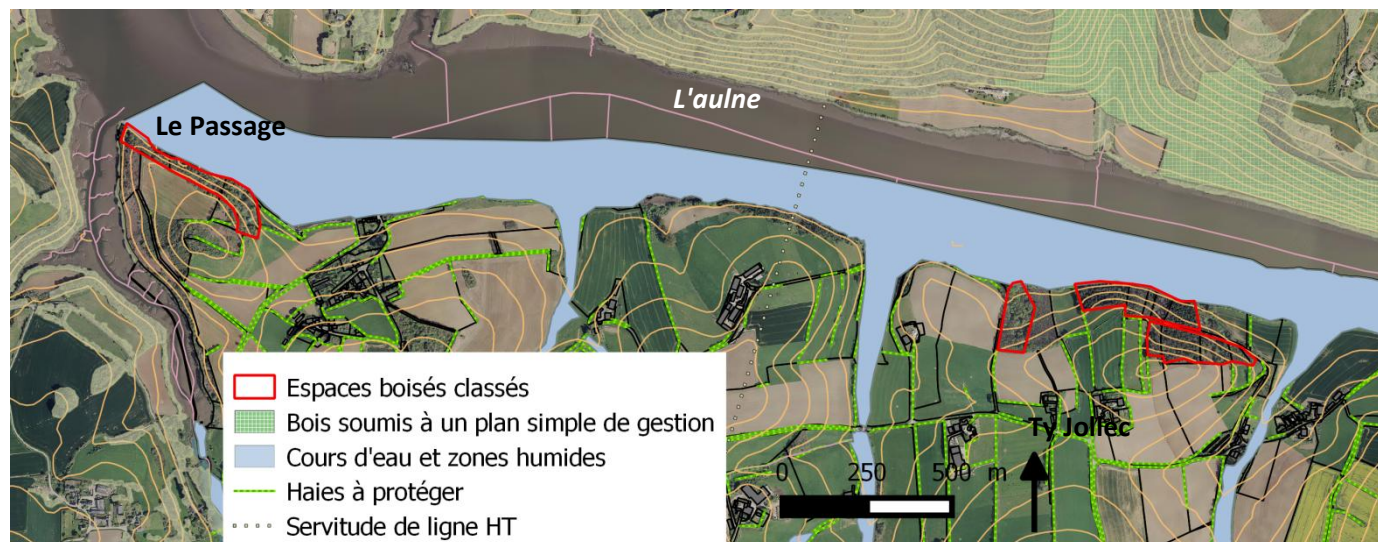 L'aulne
Le Passage
Espaces boisés classés
Bois soumis à un plan simple de gestion
Cours d'eau et zones humides
Haies à protéger
Servitude de ligne HT
Ty Jollec
0 250 500 m